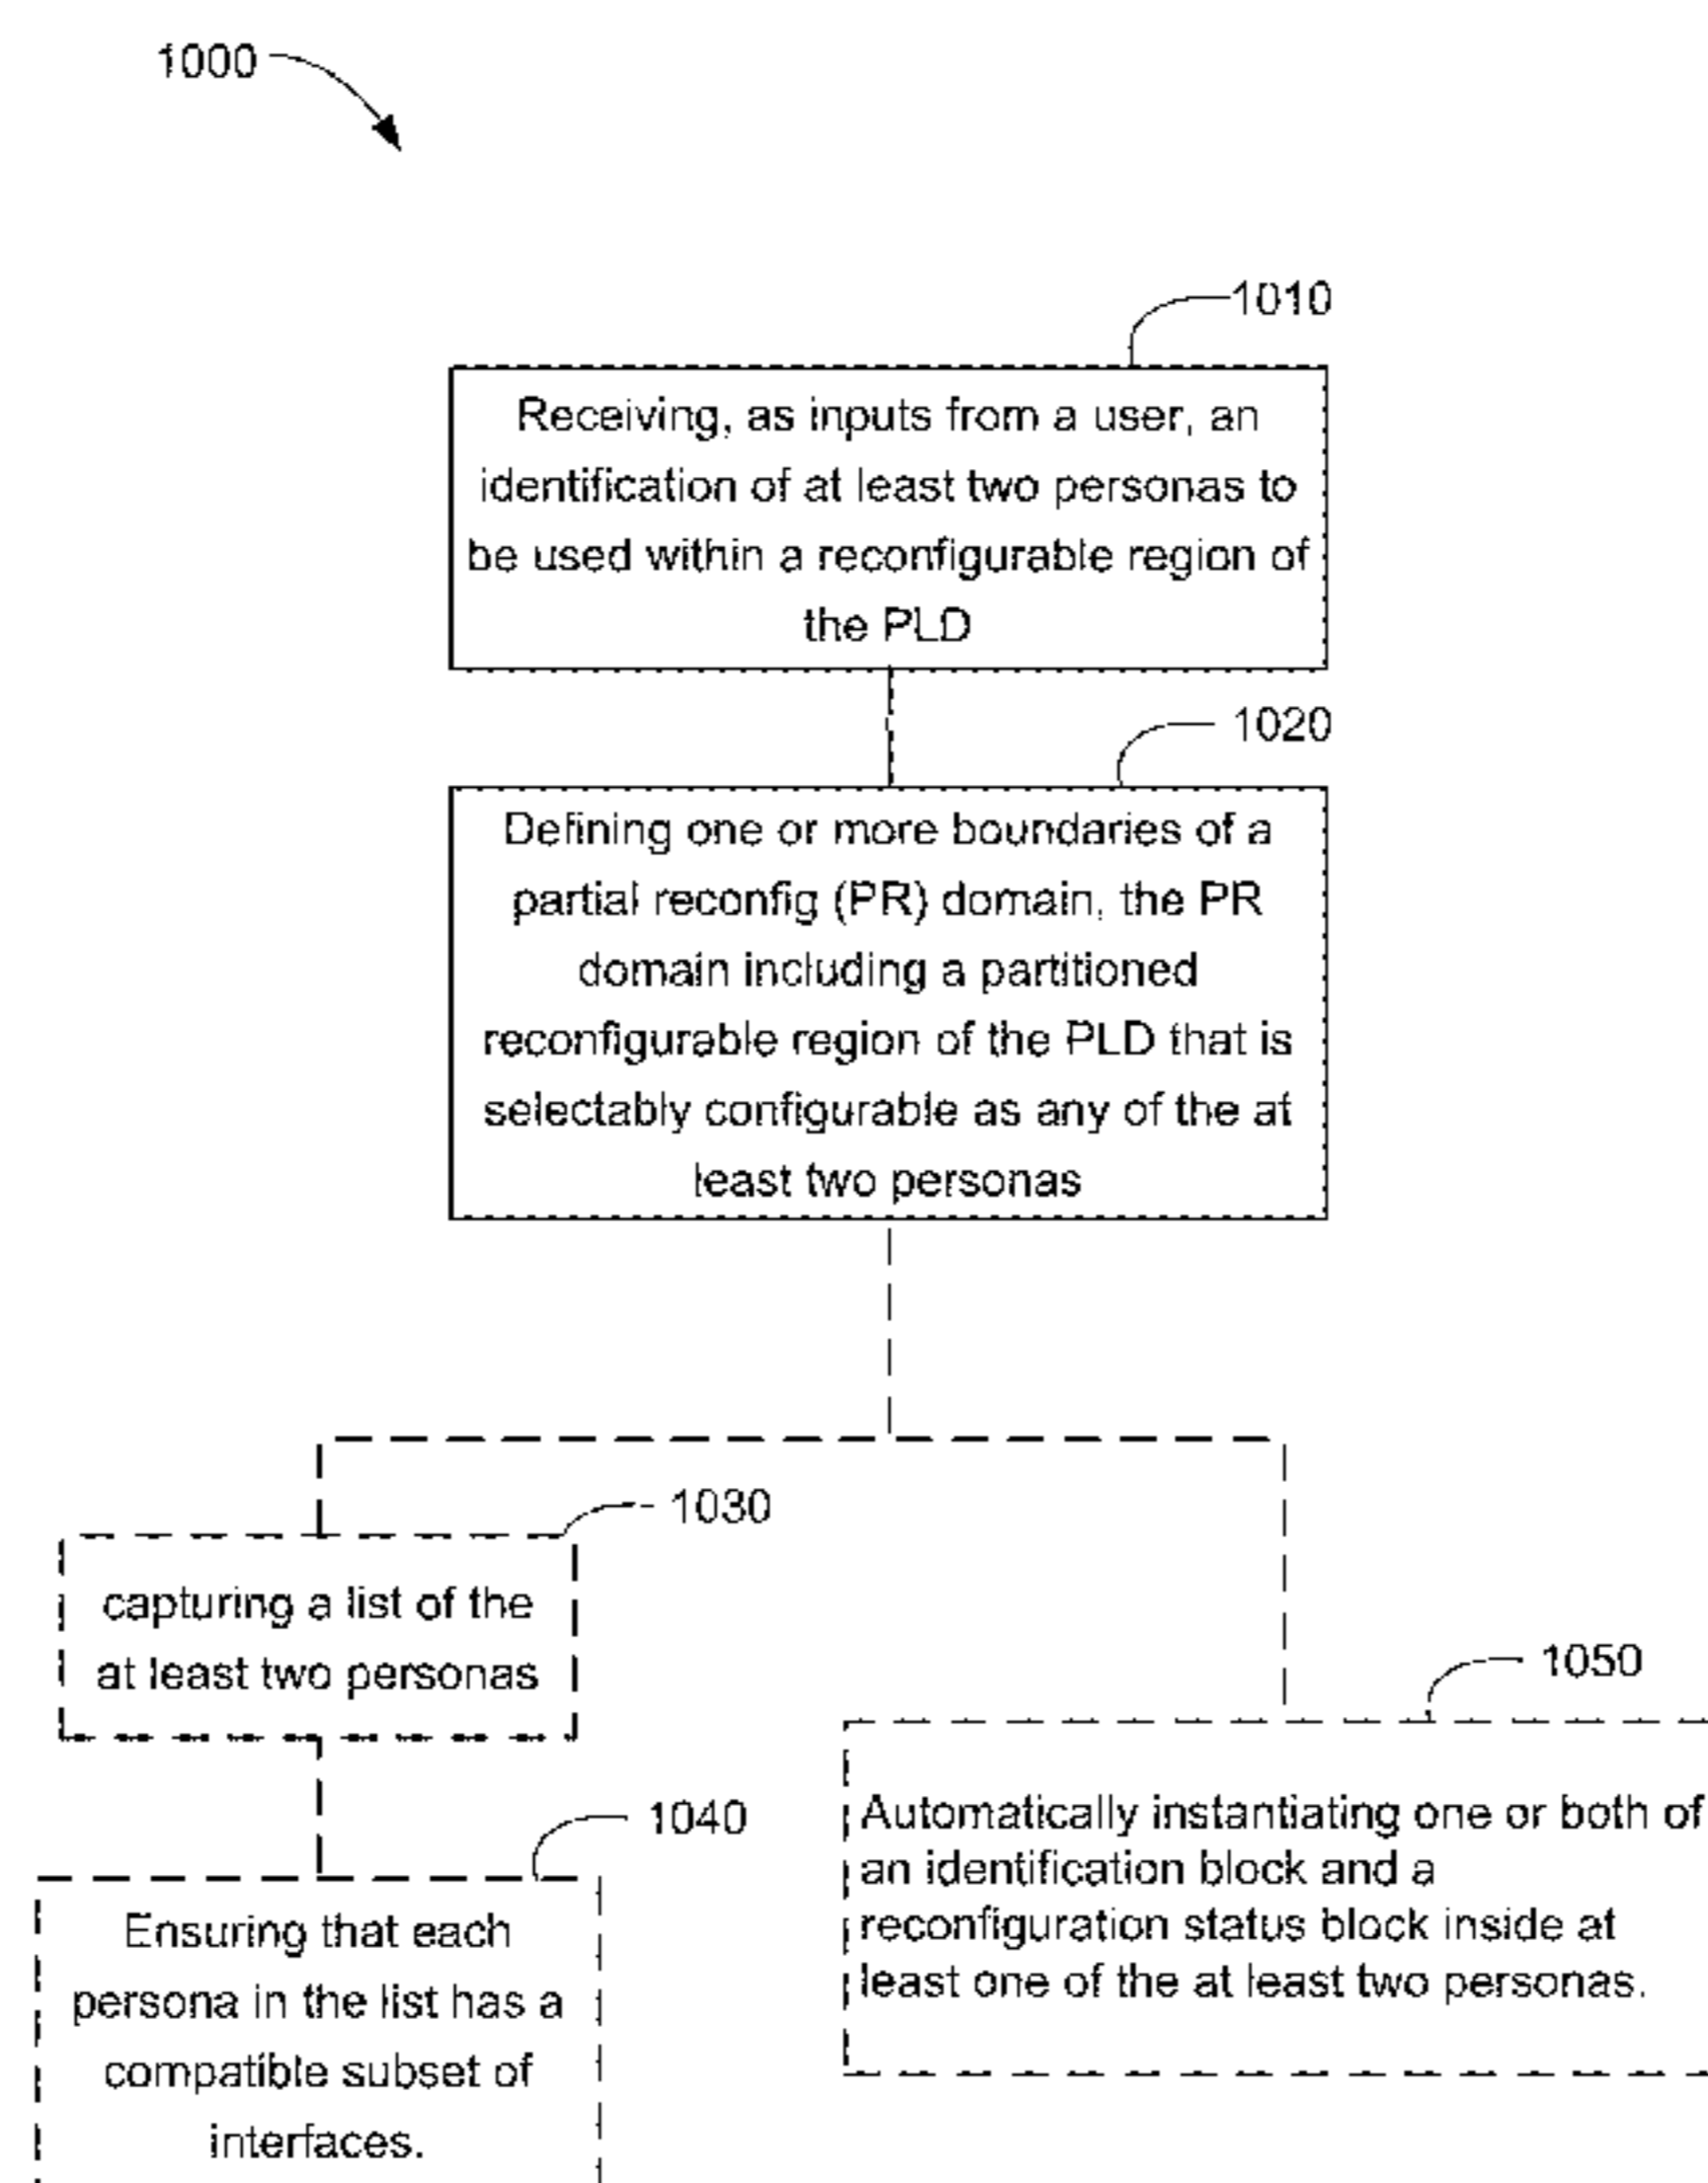 1000
1010
Receiving, as inputs from a user, an
identification of at least two personas to
be used within a reconfigurable region of
the PLD
1020
Defining one or more boundaries of a
partial reconfig (PR) domain, the PR
domain including a partitioned
reconfigurable region of the PLD that is
selectably configurable as any of the at
least two personas
1030
capturing a list of the
at least two personas
1040
Ensuring that each
persona in the list has a
compatible subset of
interfaces.
1050
Automatically instantiating one or both of
an identification block and a
reconfiguration status block inside at
least one of the at least two personas.